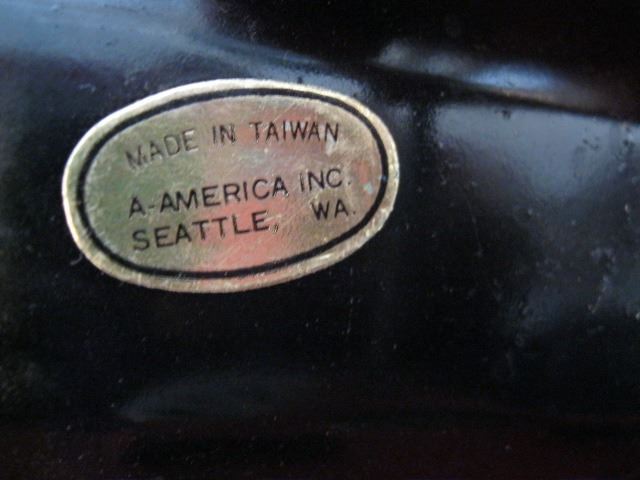 MADE IN TAIWAN
A-AMERICA INC.
SEATTLE, WA.